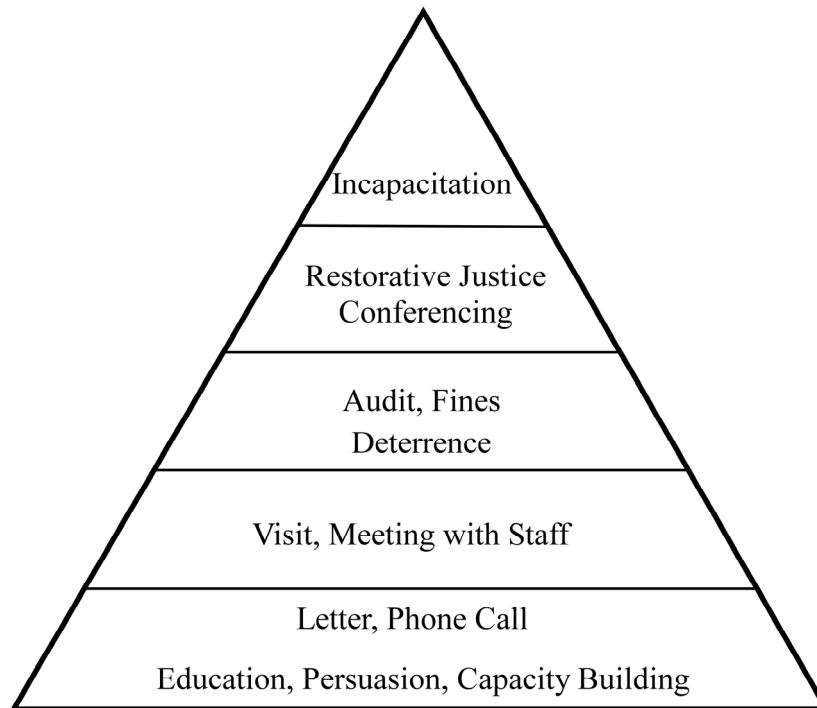 Incapacitation
Restorative Justice
Conferencing
Audit, Fines
Deterrence
Visit, Meeting with Staff
Letter, Phone Call
Education, Persuasion, Capacity Building